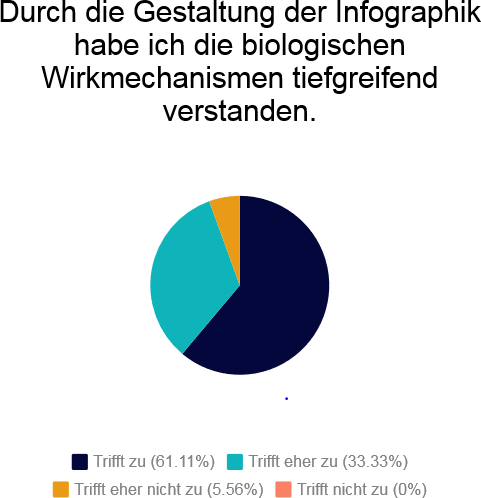 Durch die Gestaltung der Infographik
habe ich die biologischen
Wirkmechanismen tiefgreifend
verstanden.
Trifft zu (61.11%) Trifft eher zu (33.33%)
Trifft eher nicht zu (5.56%) Trifft nicht zu (0%)